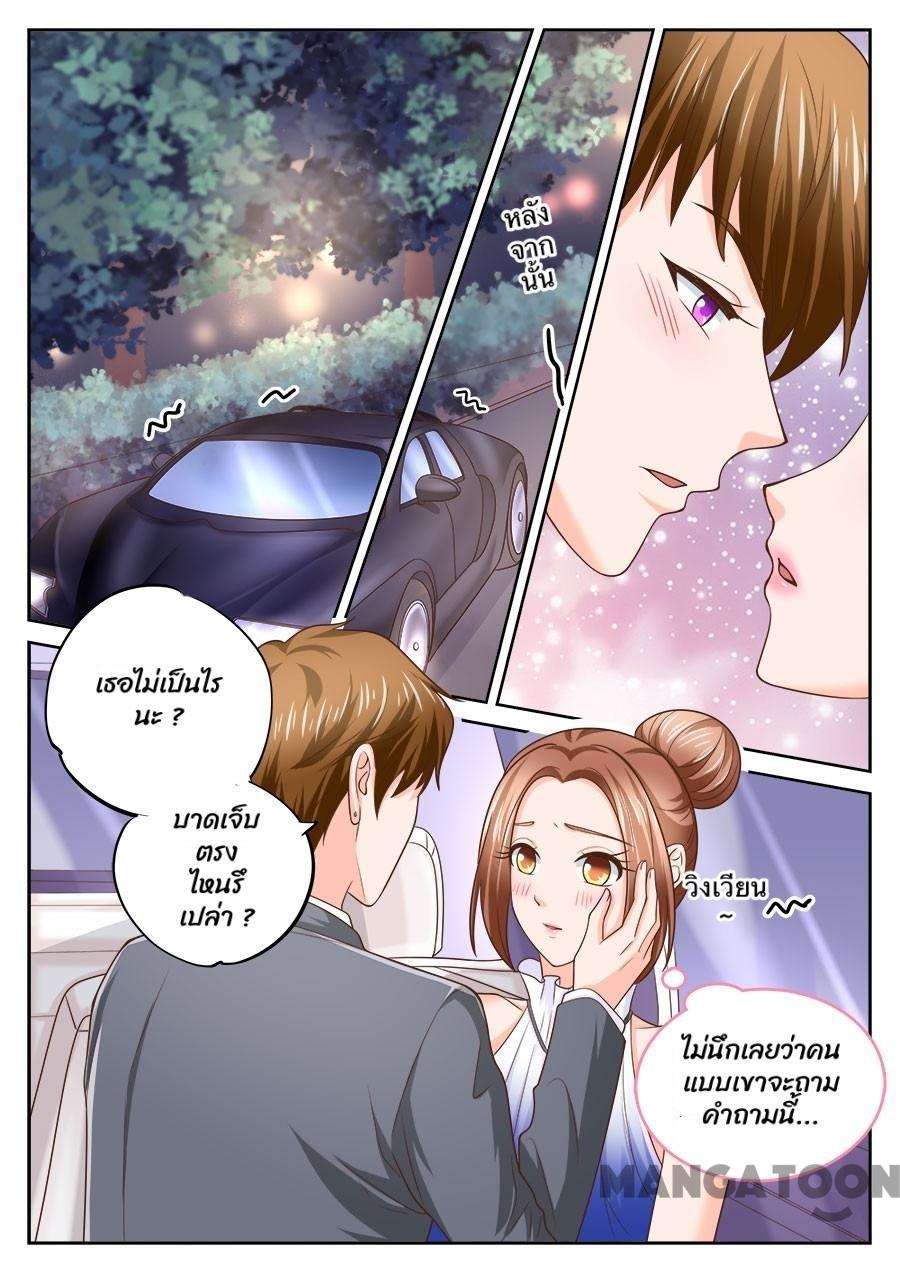 หลัง
จาก
นั้น
เธอไม่เป็นไร
นะ ?
บาดเจ็บ
ตรง
ไหนรึ
เปล่า ?
วิงเวียน
~
ไม่นึกเลยว่าคน
แบบเขาจะถาม
คำถามนี้...
MANGATOON